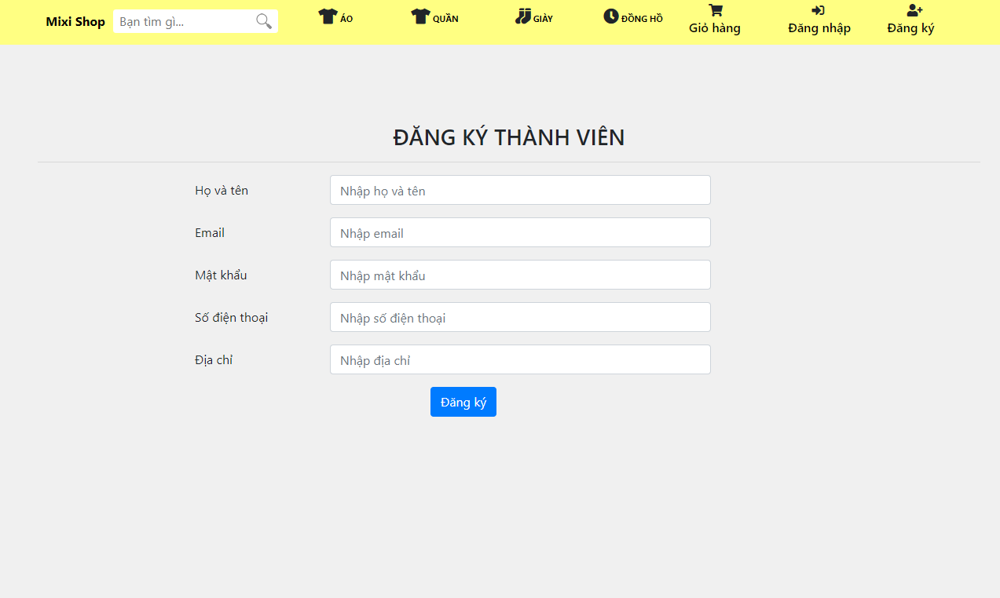 Mixi Shop
Bạn tìm gì...
ÁO
QUẦN
GIÀY
ĐỒNG HỒ
Giỏ hàng
Đăng nhập
Đăng ký
ĐĂNG KÝ THÀNH VIÊN
Họ và tên
Nhập họ và tên
Email
Nhập email
Mật khẩu
Nhập mật khẩu
Số điện thoại
Nhập số điện thoại
Địa chỉ
Nhập địa chỉ
Đăng ký